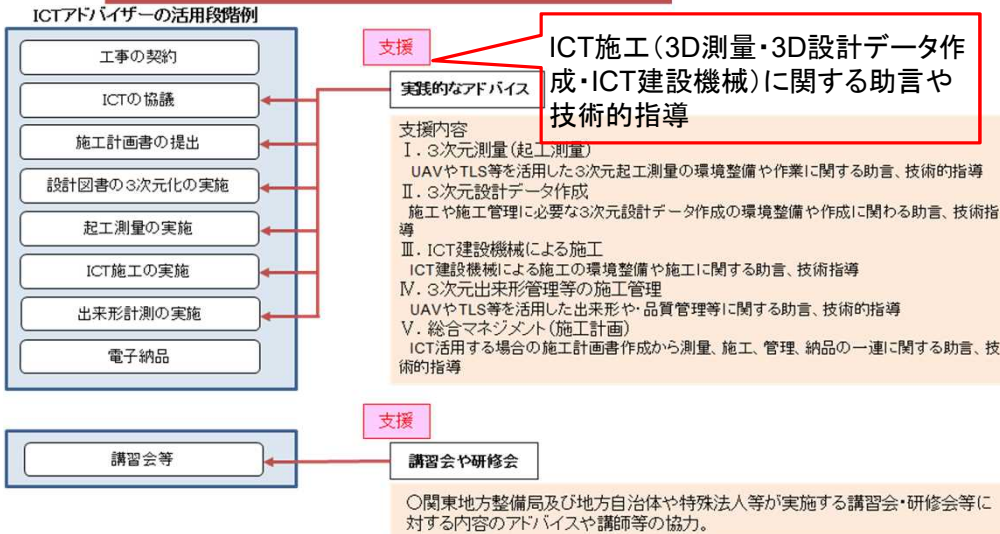 ICTアドバイザーの活用段階例
工事の契約
ICTの協議
施工計画書の提出
設計図書の3次元化の実施
起工測量の実施
ICT施工の実施
出来形計測の実施
電子納品
支援
実践的なアドバイス
ICT施工(3D測量・3D設計データ作
成・ICT建設機械)に関する助言や
技術的指導
支援内容
Ⅰ.3次元測量(起工測量)
UAVやTLS等を活用した3次元起工測量の環境整備や作業に関する助言、技術的指導
Ⅱ.3次元設計データ作成
施工や施工管理に必要な3次元設計データ作成の環境整備や作成に関わる助言、技術指
導
Ⅲ.ICT建設機械による施工
ICT建設機械による施工の環境整備や施工に関する助言、技術指導
Ⅳ.3次元出来形管理等の施工管理
UAVやTLS等を活用した出来形や・品質管理等に関する助言、技術的指導
Ⅴ.総合マネジメント(施工計画)
ICT活用する場合の施工計画書作成から測量、施工、管理、納品の一連に関する助言、技
術的指導
講習会等
支援
講習会や研修会
○関東地方整備局及び地方自治体や特殊法人等が実施する講習会・研修会等に
対する内容のアドバイスや講師等の協力。